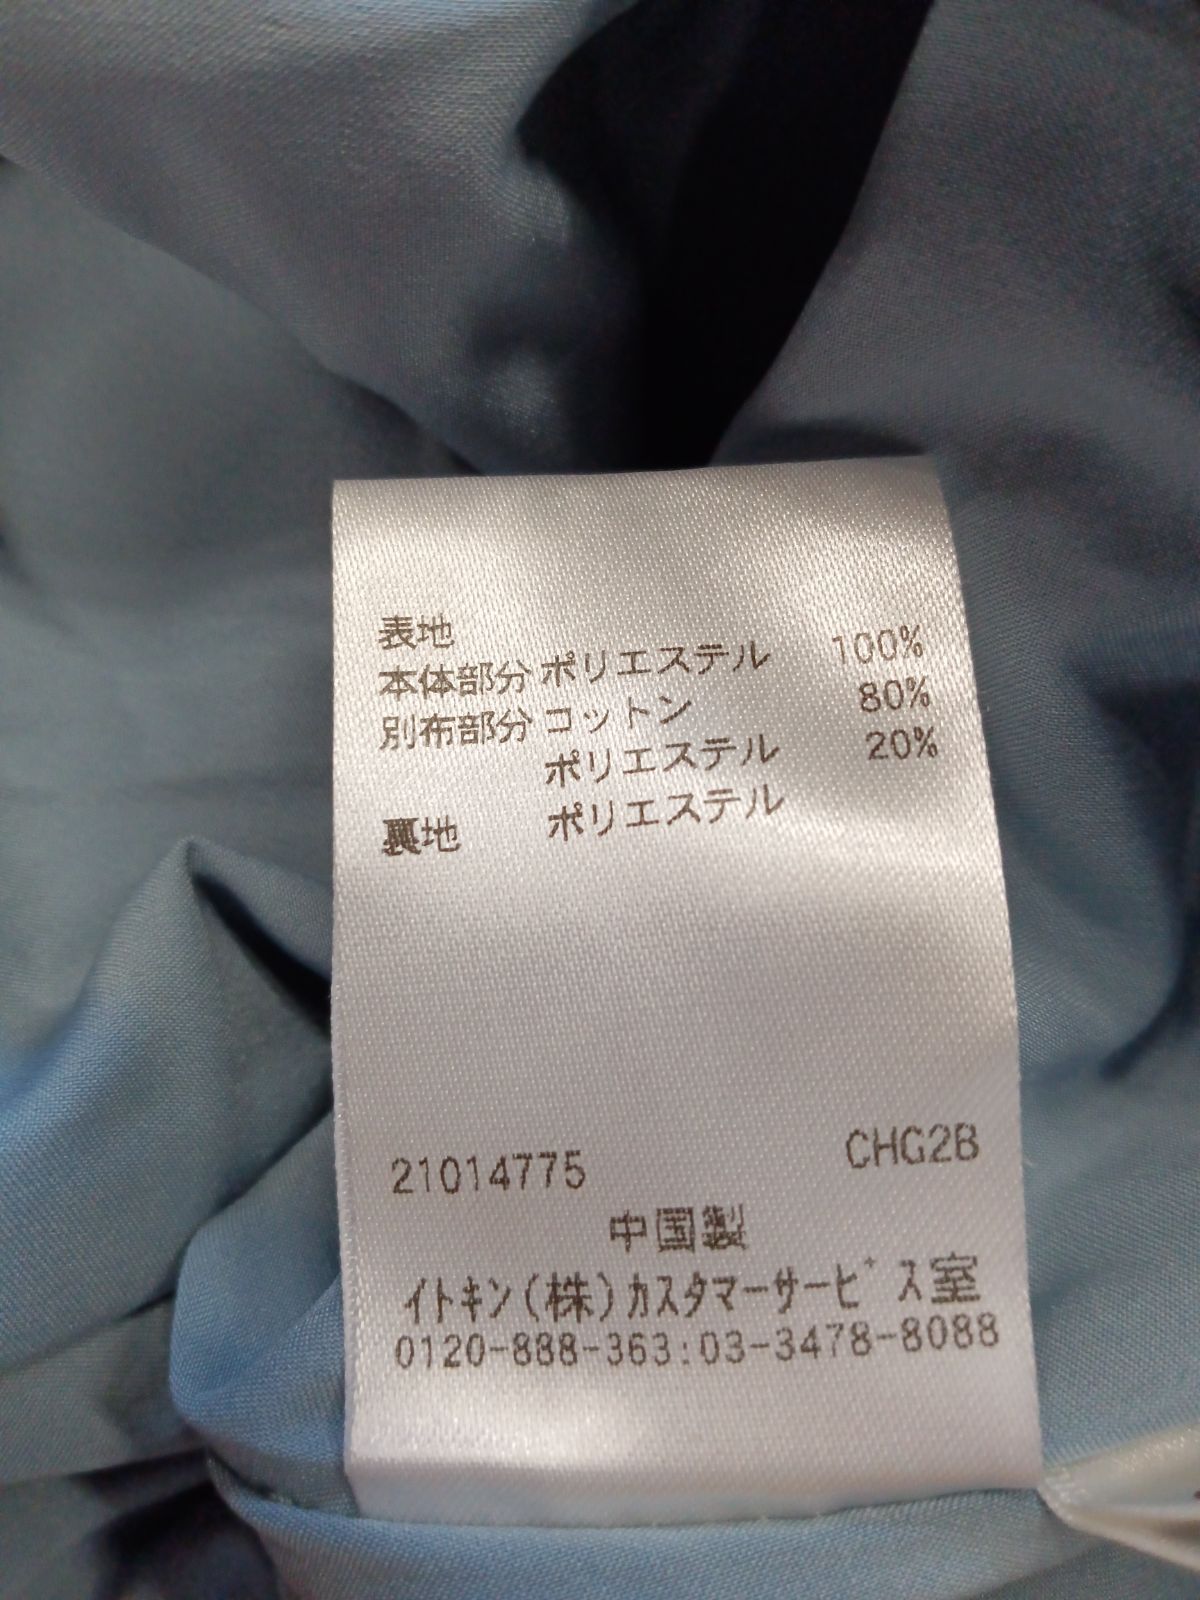 表地
本体部分 ポリエステル 100%
別布部分 コットン 80%
ポリエステル 20%
裏地 ポリエステル
21014775 CHG2B
中国製
イトキン(株)カスタマーサービス室
0120-888-363:03-3478-8088